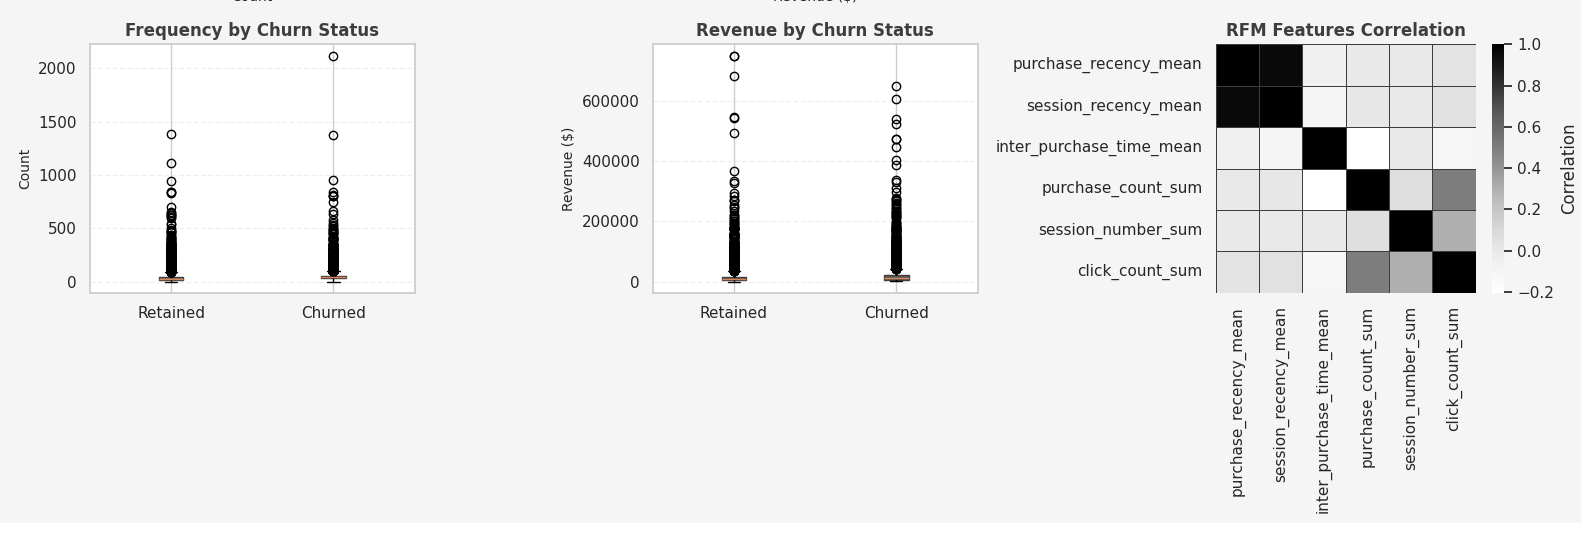 Frequency by Churn Status
Count
2000
1500
1000
500
0
Retained
Churned
Revenue by Churn Status
Revenue ($)
600000
400000
200000
0
Retained
Churned
RFM Features Correlation
purchase_recency_mean
session_recency_mean
inter_purchase_time_mean
purchase_count_sum
session_number_sum
click_count_sum
purchase_recency_mean
session_recency_mean
inter_purchase_time_mean
purchase_count_sum
session_number_sum
click_count_sum
1.0
0.8
0.6
0.4
0.2
0.0
−0.2
Correlation